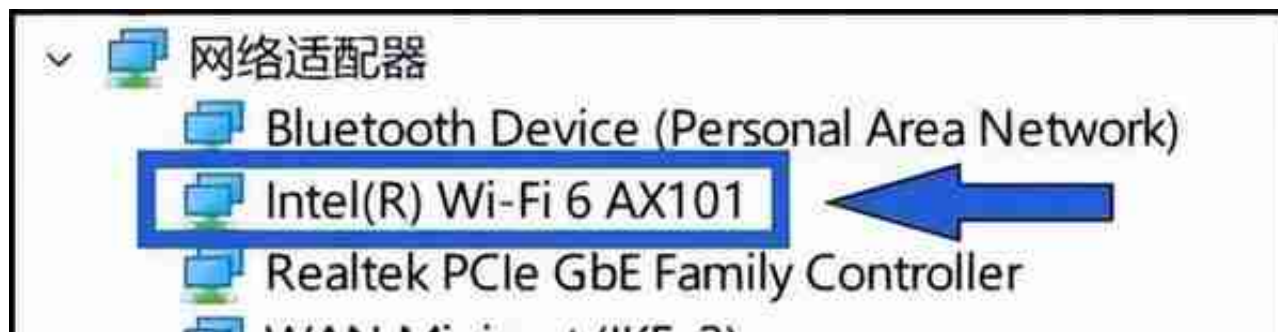 网络适配器
Bluetooth Device (Personal Area Network)
Intel(R) Wi-Fi 6 AX101
Realtek PCIe GbE Family Controller